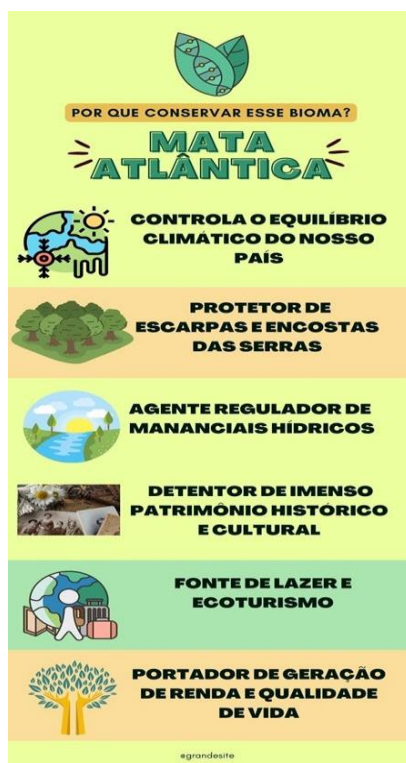 POR QUE CONSERVAR ESSE BIOMA?
MATA
ATLÂNTICA
CONTROLA O EQUILÍBRIO
CLIMÁTICO DO NOSSO
PAÍS
PROTETOR DE
ESCARPAS E ENCOSTAS
DAS SERRAS
AGENTE REGULADOR DE
MANANCIAIS HÍDRICOS
DETENTOR DE IMENSO
PATRIMÔNIO HISTÓRICO
E CULTURAL
FONTE DE LAZER E
ECOTURISMO
PORTADOR DE GERAÇÃO
DE RENDA E QUALIDADE
DE VIDA
@grandesite